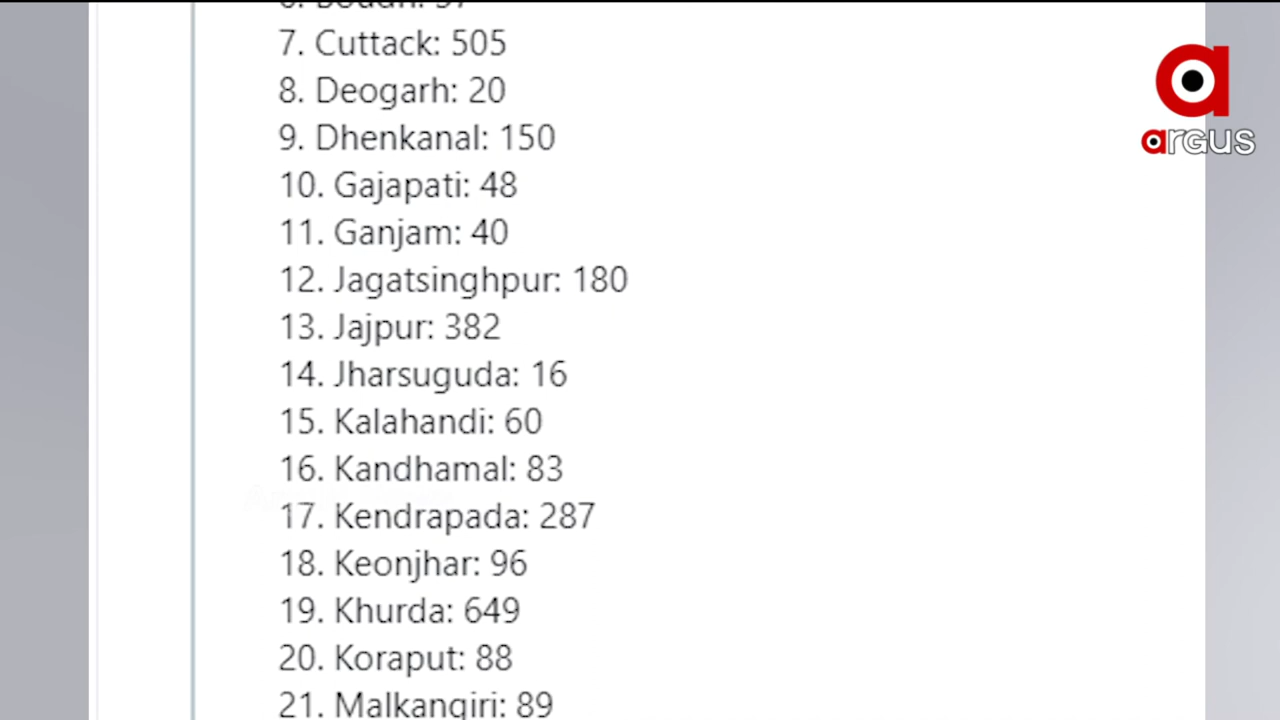 7. Cuttack: 505
8. Deogarh: 20
9. Dhenkanal: 150
10. Gajapati: 48
11. Ganjam: 40
12. Jagatsinghpur: 180
13. Jajpur: 382
14. Jharsuguda: 16
15. Kalahandi: 60
16. Kandhamal: 83
17. Kendrapada: 287
18. Keonjhar: 96
19. Khurda: 649
20. Koraput: 88
21. Malkangiri: 89
a
argus